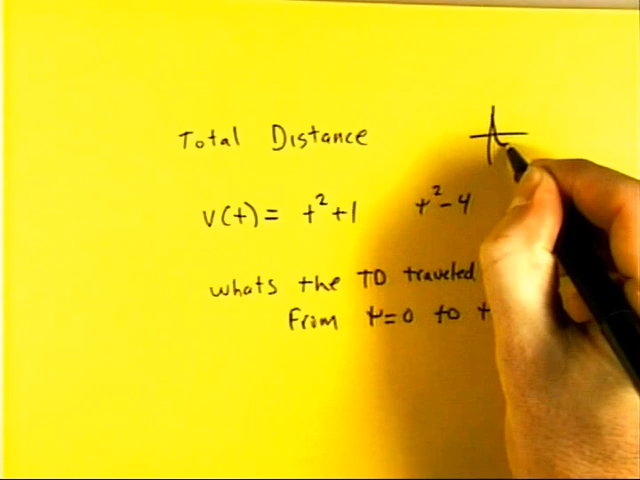 Total Distance
v(t) = t²+1 t²-4
whats the TD traveled
From t=0 to t